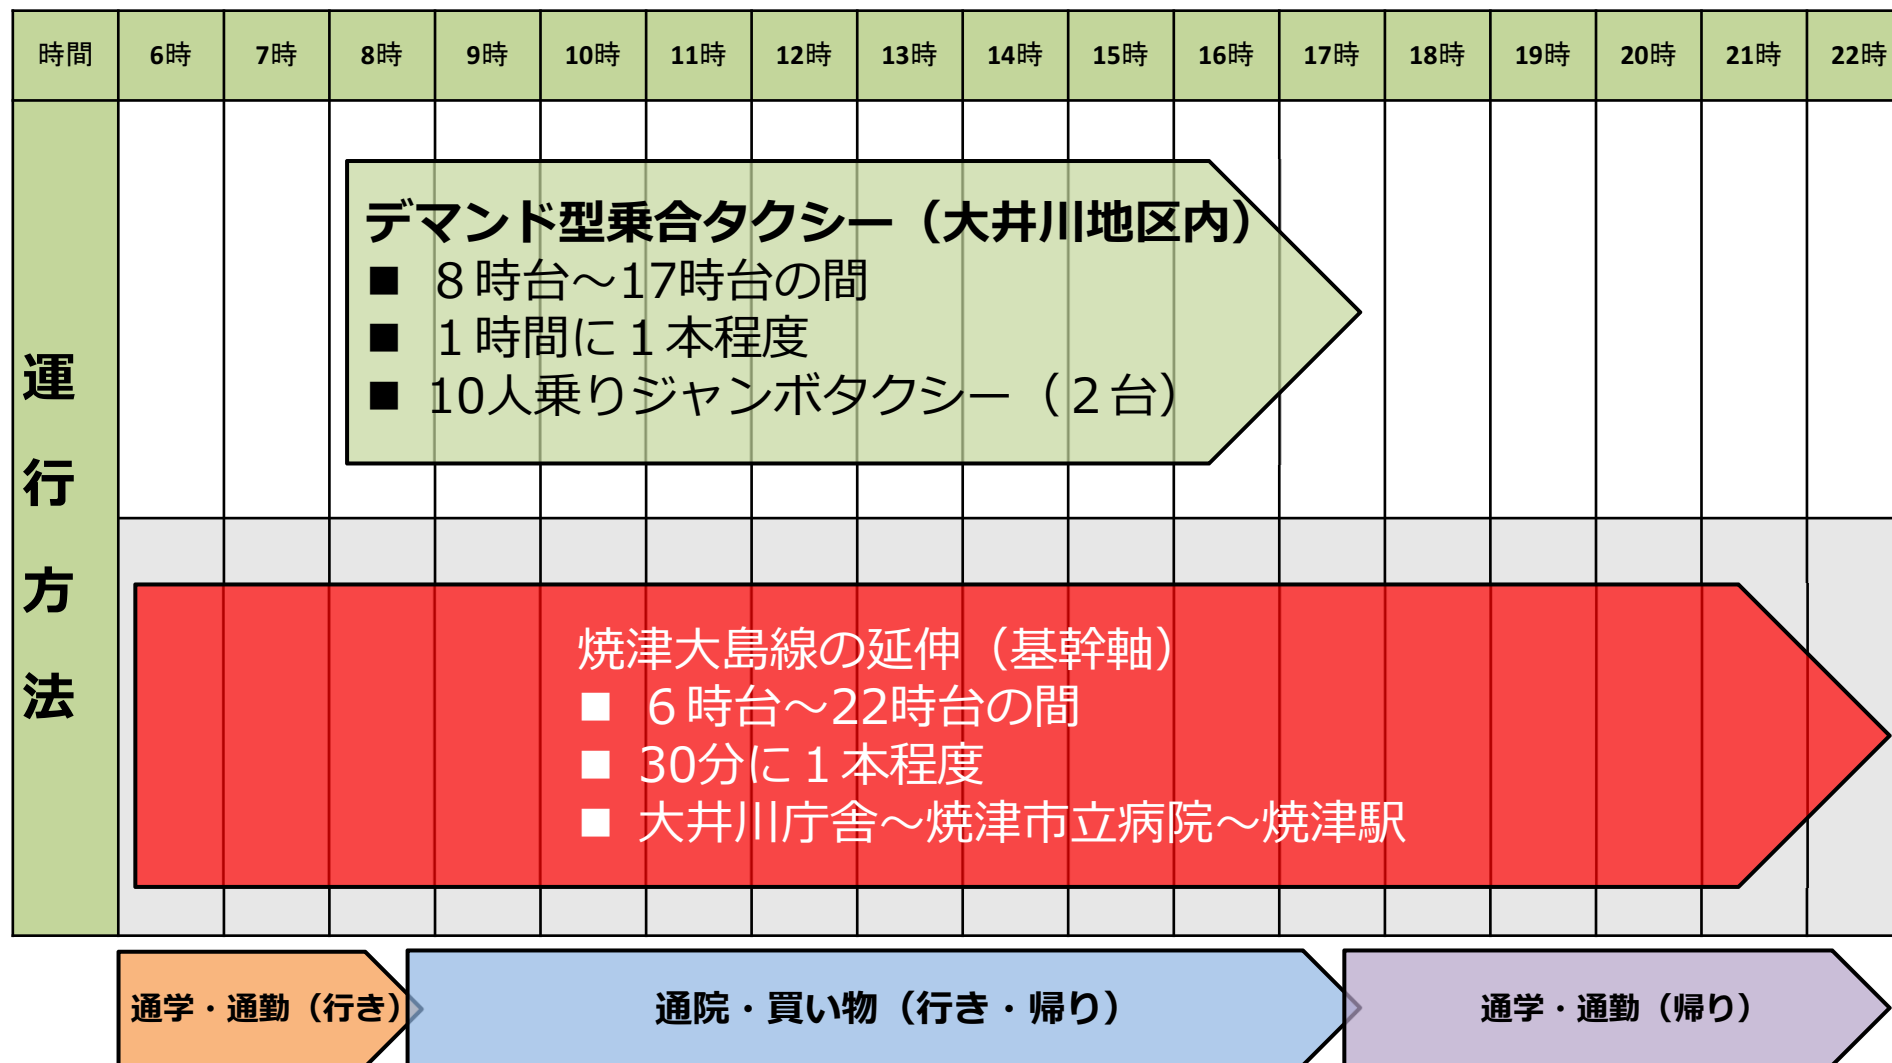 時間 6時 7時 8時 9時 10時 11時 12時 13時 14時 15時 16時 17時 18時 19時 20時 21時 22時
運行方法
デマンド型乗合タクシー（大井川地区内）
■ ８時台～17時台の間
■ １時間に１本程度
■ 10人乗りジャンボタクシー（２台）
焼津大島線の延伸（基幹軸）
■ ６時台～22時台の間
■ 30分に１本程度
■ 大井川庁舎～焼津市立病院～焼津駅
通学・通勤（行き） 通院・買い物（行き・帰り） 通学・通勤（帰り）